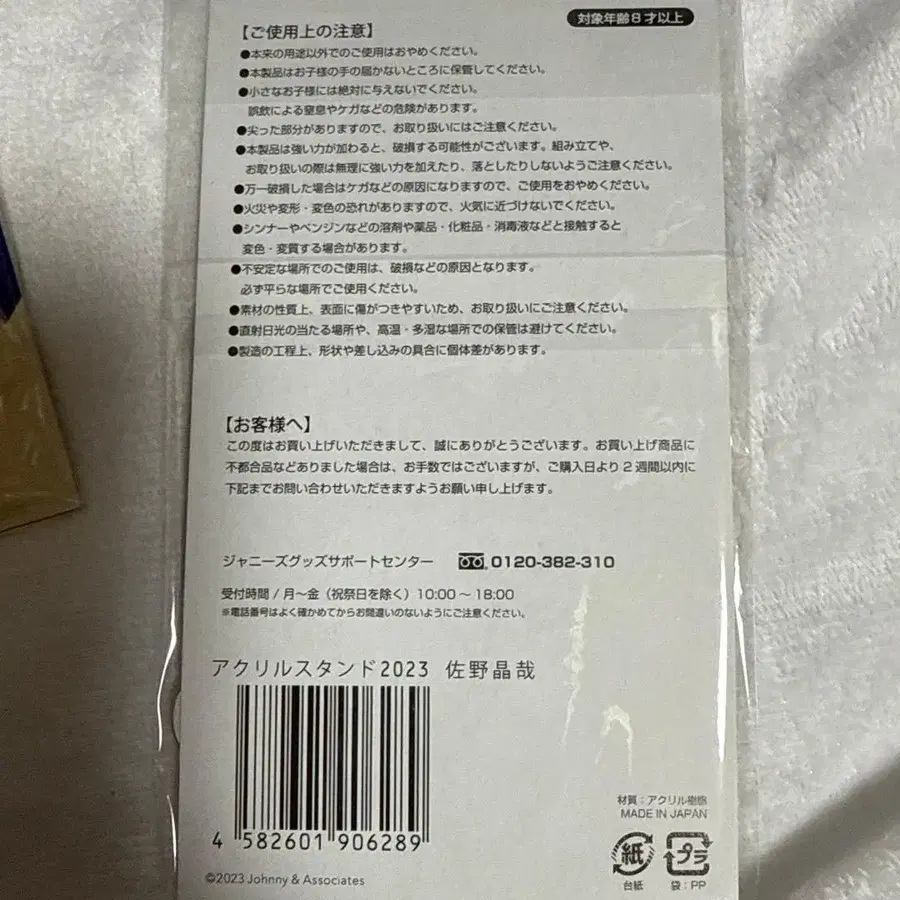 対象年齢8才以上
【ご使用上の注意】
●本来の用途以外でのご使用はおやめください。
●本製品はお子様の手の届かないところに保管してください。
●小さなお子様には絶対に与えないでください。
誤飲による窒息やケガなどの危険があります。
●尖った部分がありますので、お取り扱いにはご注意ください。
●本製品は強い力が加わると、破損する可能性がございます。組み立てや、
お取り扱いの際は無理に強い力を加えたり、落としたりしないようご注意ください。
●万一破損した場合はケガなどの原因になりますので、ご使用をおやめください。
●火災や変形・変色の恐れがありますので、火気に近づけないでください。
●シンナーやベンジンなどの溶剤や薬品・化粧品・消毒液などと接触すると
変色・変質する場合があります。
●不安定な場所でのご使用は、破損などの原因となります。
必ず平らな場所でご使用ください。
●素材の性質上、表面に傷がつきやすいため、お取り扱いにご注意ください。
●直射日光の当たる場所や、高温・多湿な場所での保管は避けてください。
●製造の工程上、形状や差し込みの具合に個体差があります。
【お客様へ】
この度はお買い上げいただきまして、誠にありがとうございます。お買い上げ商品に
不都合品などありました場合は、お手数ではございますが、ご購入日より2週間以内に
下記までお問い合わせいただきますようお願い申し上げます。
ジャニーズグッズサポートセンター 0120-382-310
受付時間/月〜金(祝祭日を除く)10:00〜18:00
※電話番号はよく確かめてからお間違いのないようにご注意ください。
アクリルスタンド2023 佐野晶哉
4 582601 906289
©2023 Johnny & Associates
材質:アクリル樹脂
MADE IN JAPAN
紙 プラ
台紙 袋:PP